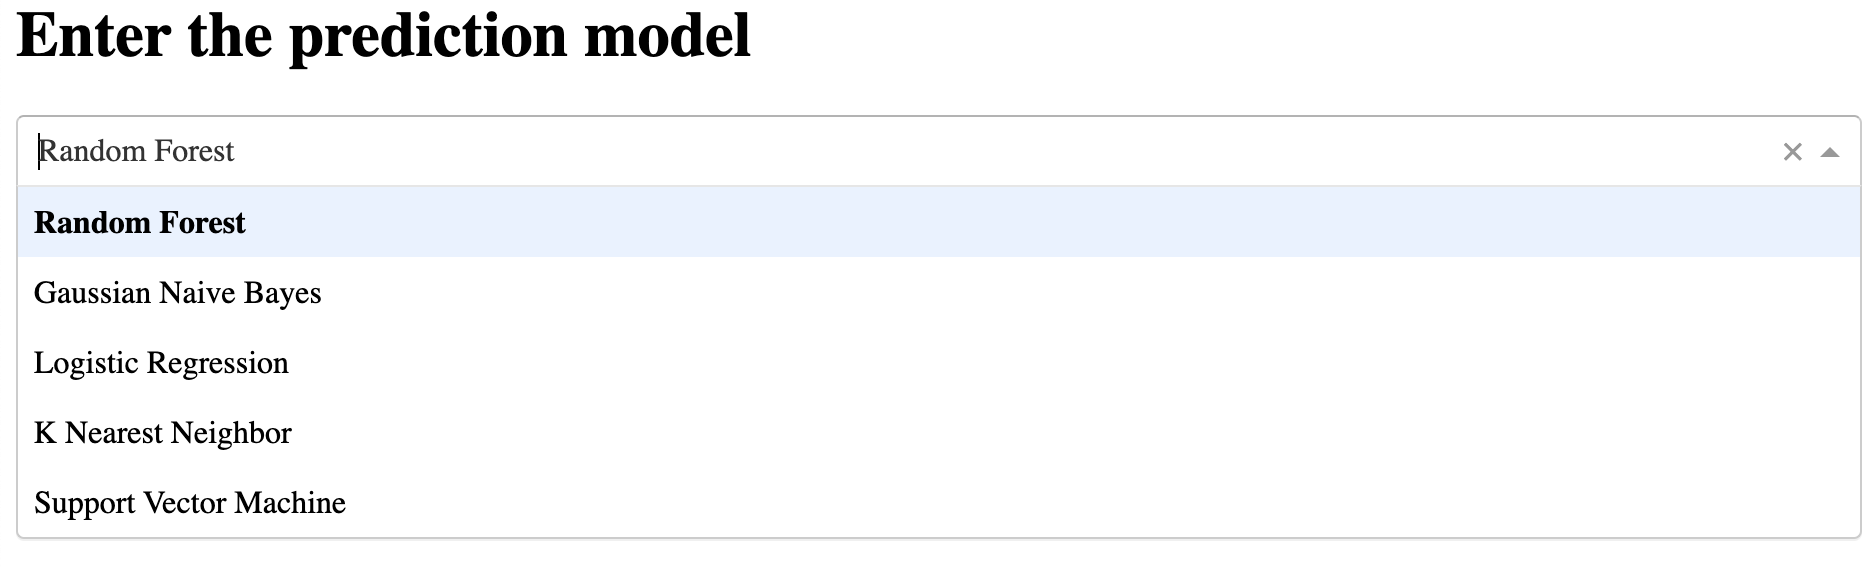 Enter the prediction model
Random Forest
Random Forest
Gaussian Naive Bayes
Logistic Regression
K Nearest Neighbor
Support Vector Machine